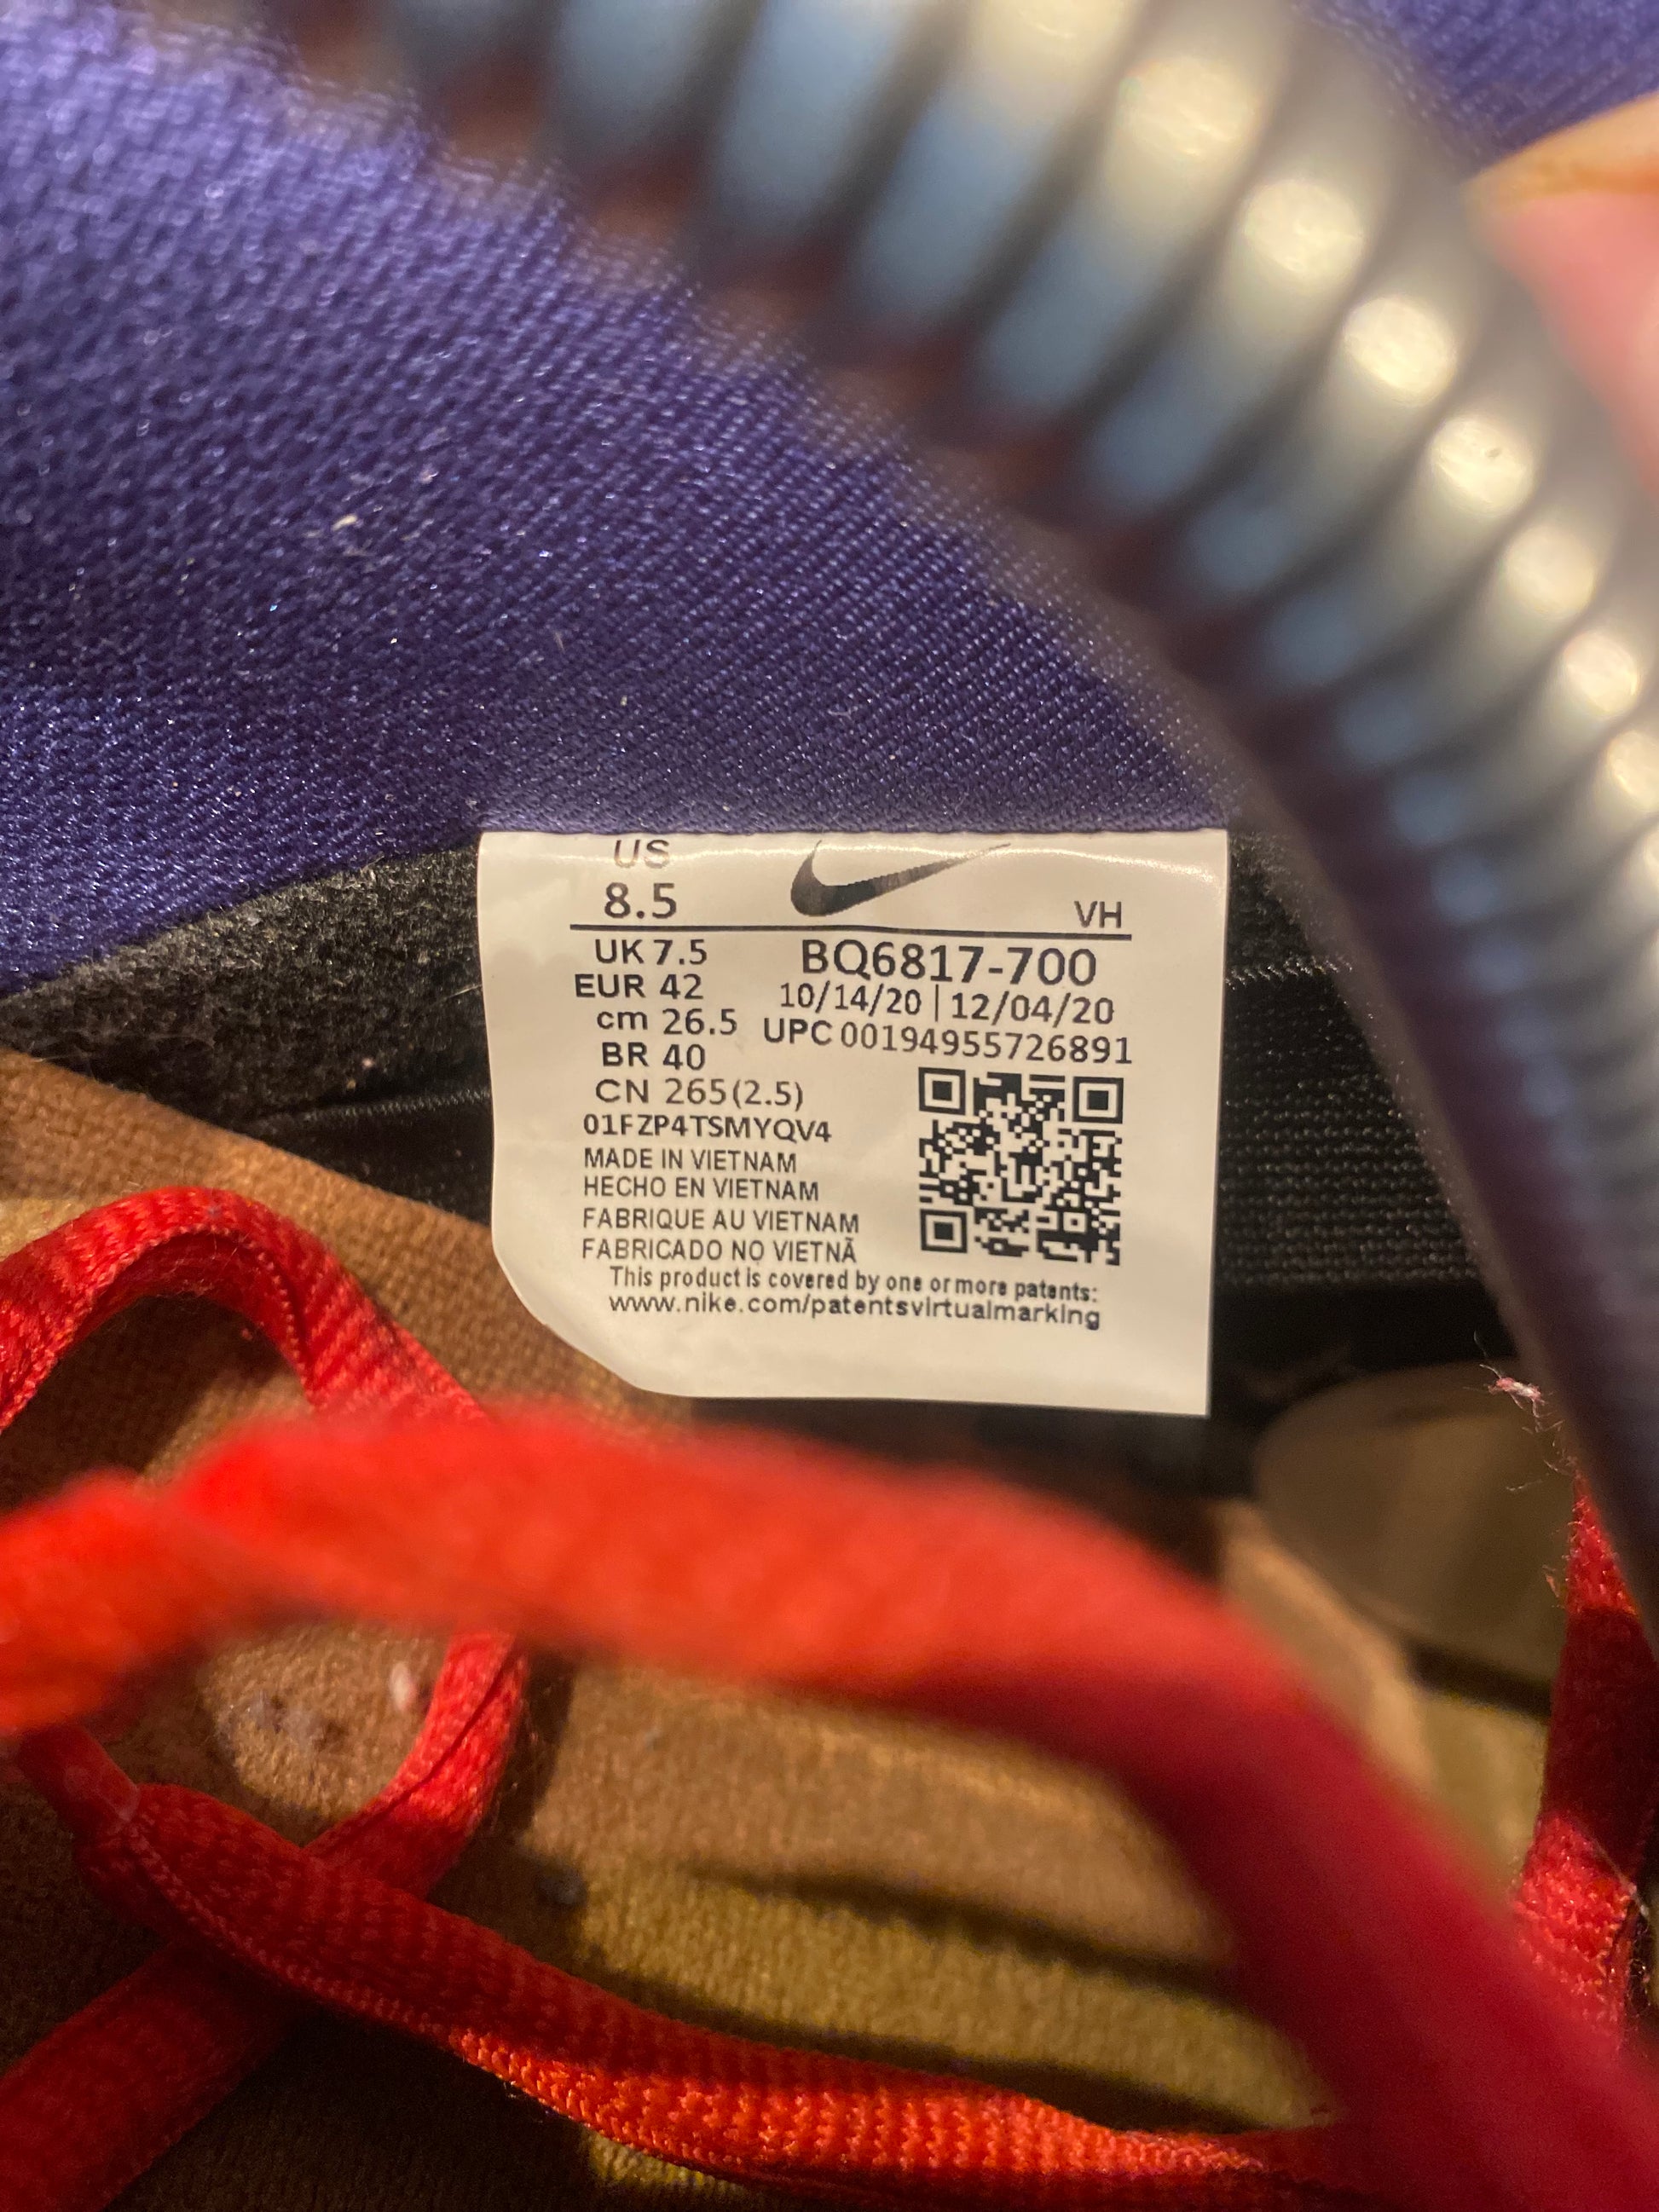 US
8.5
VH
UK 7.5
BQ6817-700
EUR 42
10/14/20 | 12/04/20
cm 26.5
UPC 00194955726891
BR 40
CN 265(2.5)
01FZP4TSMYQV4
MADE IN VIETNAM
HECHO EN VIETNAM
FABRIQUE AU VIETNAM
FABRICADO NO VIETNÃ
This product is covered by one or more patents:
www.nike.com/patentsvirtualmarking